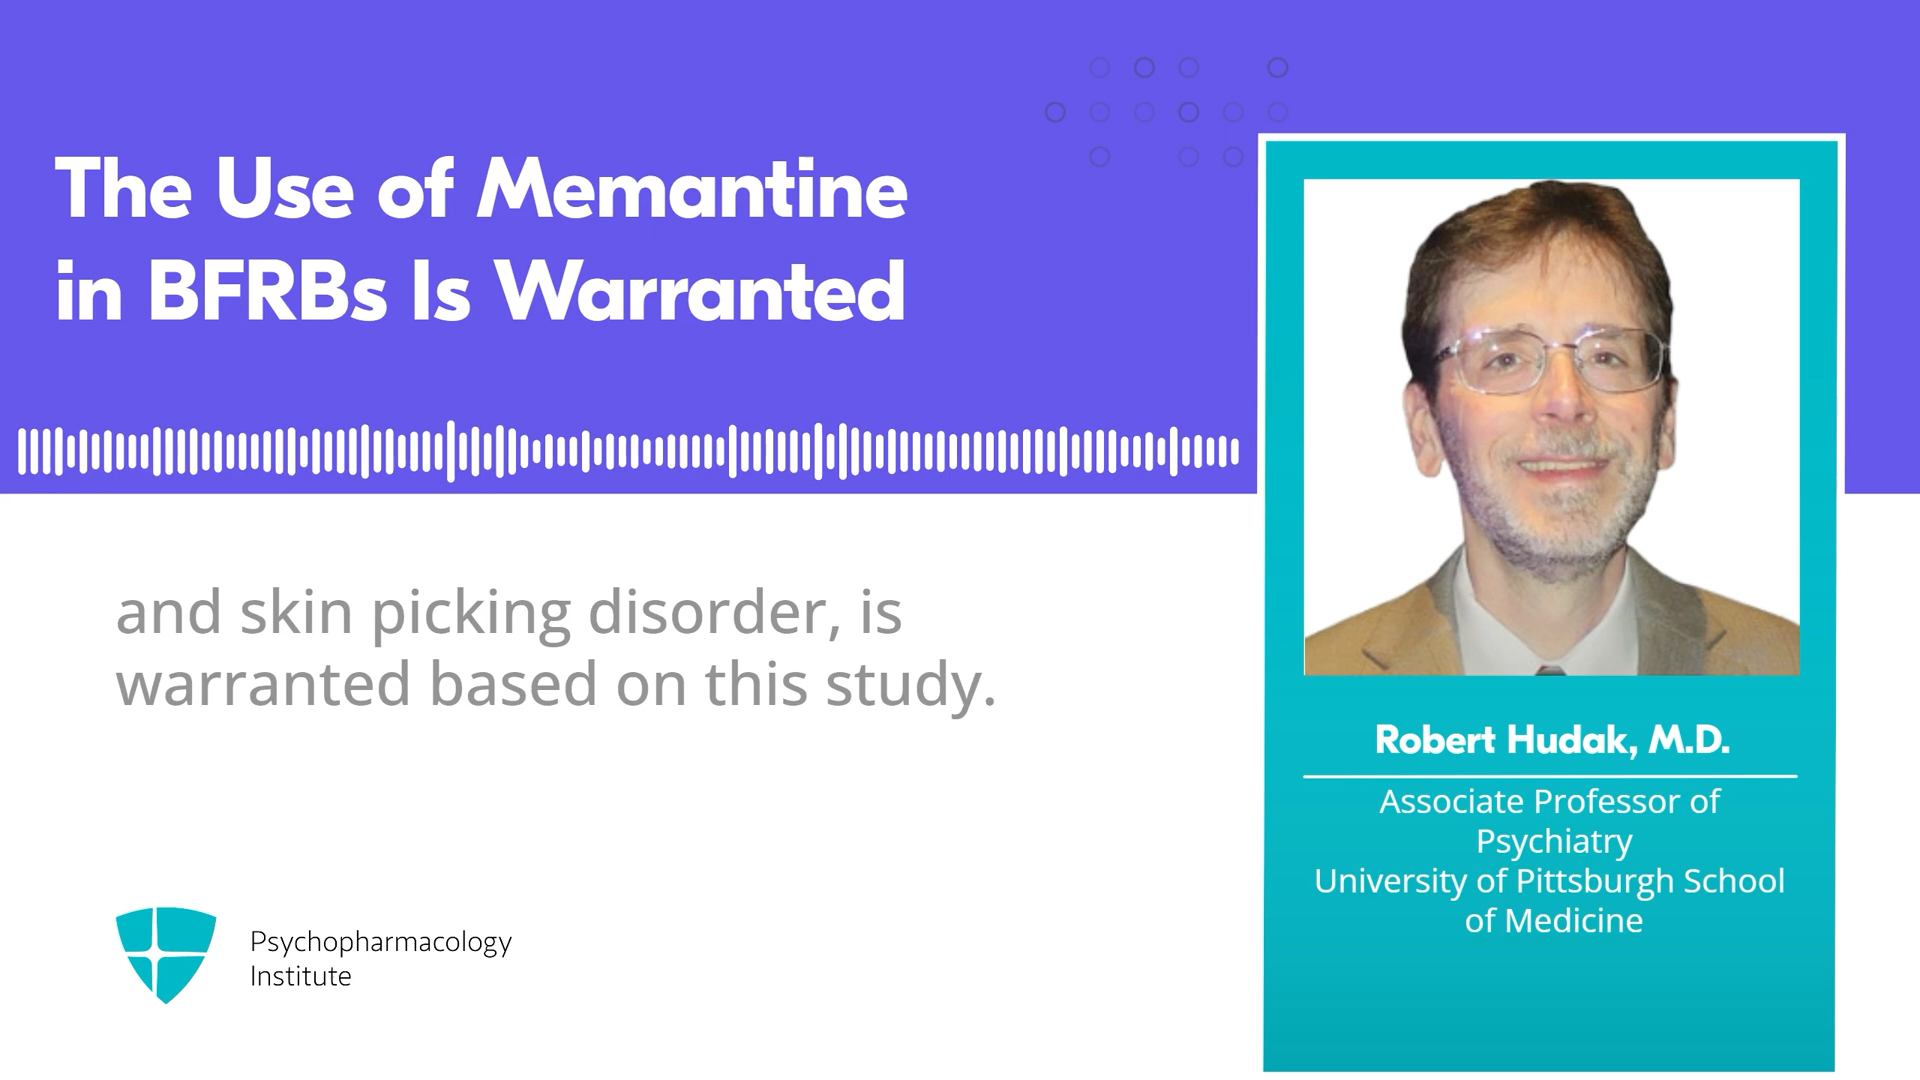 The Use of Memantine
in BFRBs Is Warranted
and skin picking disorder, is
warranted based on this study.
Psychopharmacology
Institute
Robert Hudak, M.D.
Associate Professor of
Psychiatry
University of Pittsburgh School
of Medicine